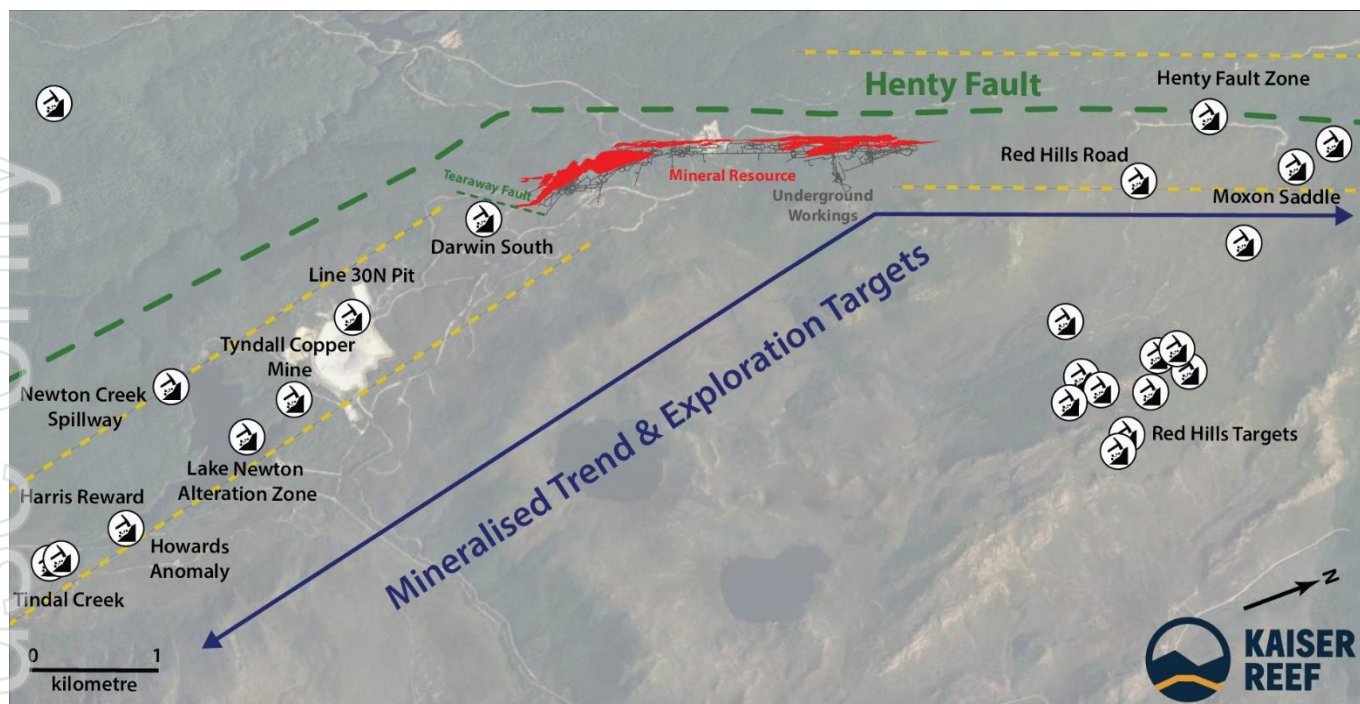 Henty Fault
Henty Fault Zone
Red Hills Road
Moxon Saddle
Tearaway Fault
Mineral Resource
Underground
Workings
Darwin South
Line 30N Pit
Tyndall Copper
Mine
Newton Creek
Spillway
Lake Newton
Alteration Zone
Harris Reward
Howards
Anomaly
Tindal Creek
Mineralised Trend & Exploration Targets
Red Hills Targets
0 1
kilometre
N
KAISER
REEF
only